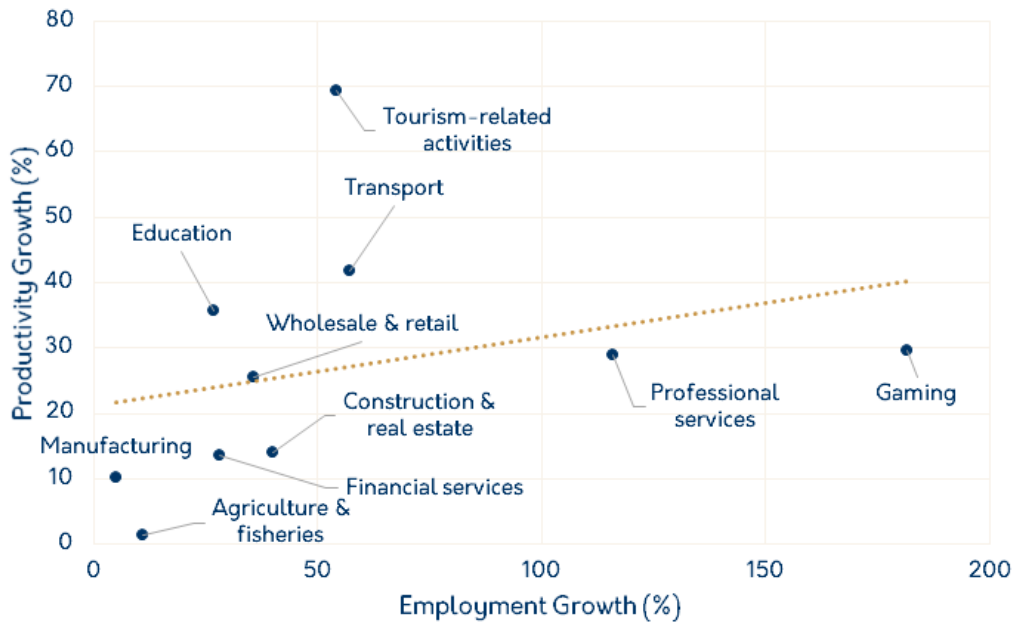 80
70
60
50
40
30
20
10
0
Productivity Growth (%)
Tourism-related
activities
Transport
Education
Wholesale & retail
Construction &
real estate
Professional
services
Gaming
Manufacturing
Financial services
Agriculture &
fisheries
0
50
100
150
200
Employment Growth (%)